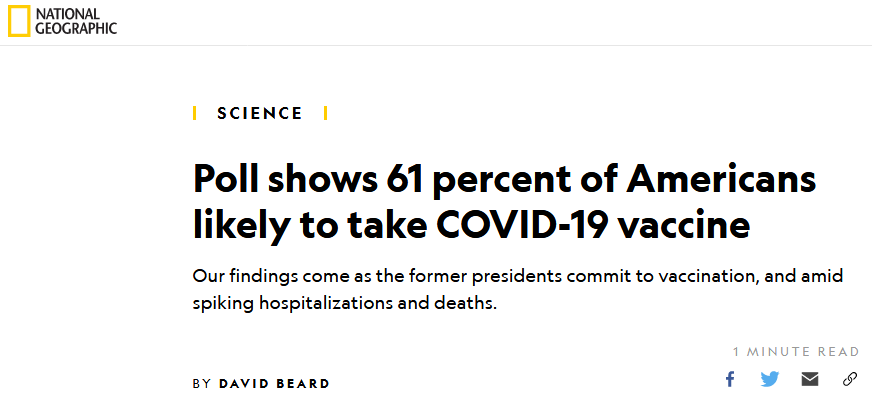 NATIONAL
GEOGRAPHIC
SCIENCE
Poll shows 61 percent of Americans
likely to take COVID-19 vaccine
Our findings come as the former presidents commit to vaccination, and amid
spiking hospitalizations and deaths.
1 MINUTE READ
BY DAVID BEARD